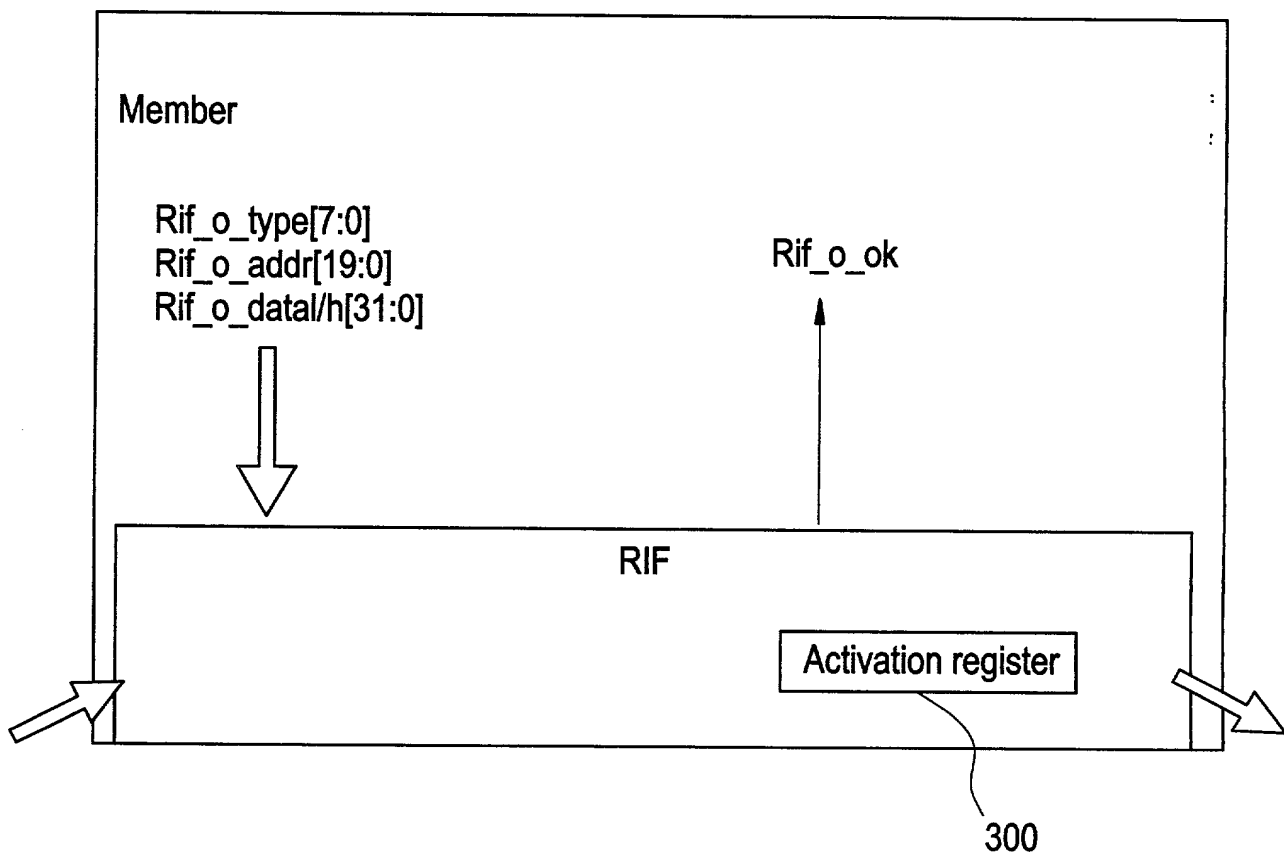 Member
Rif_o_type[7:0]
Rif_o_addr[19:0]
Rif_o_datal/h[31:0]
Rif_o_ok
RIF
Activation register
300